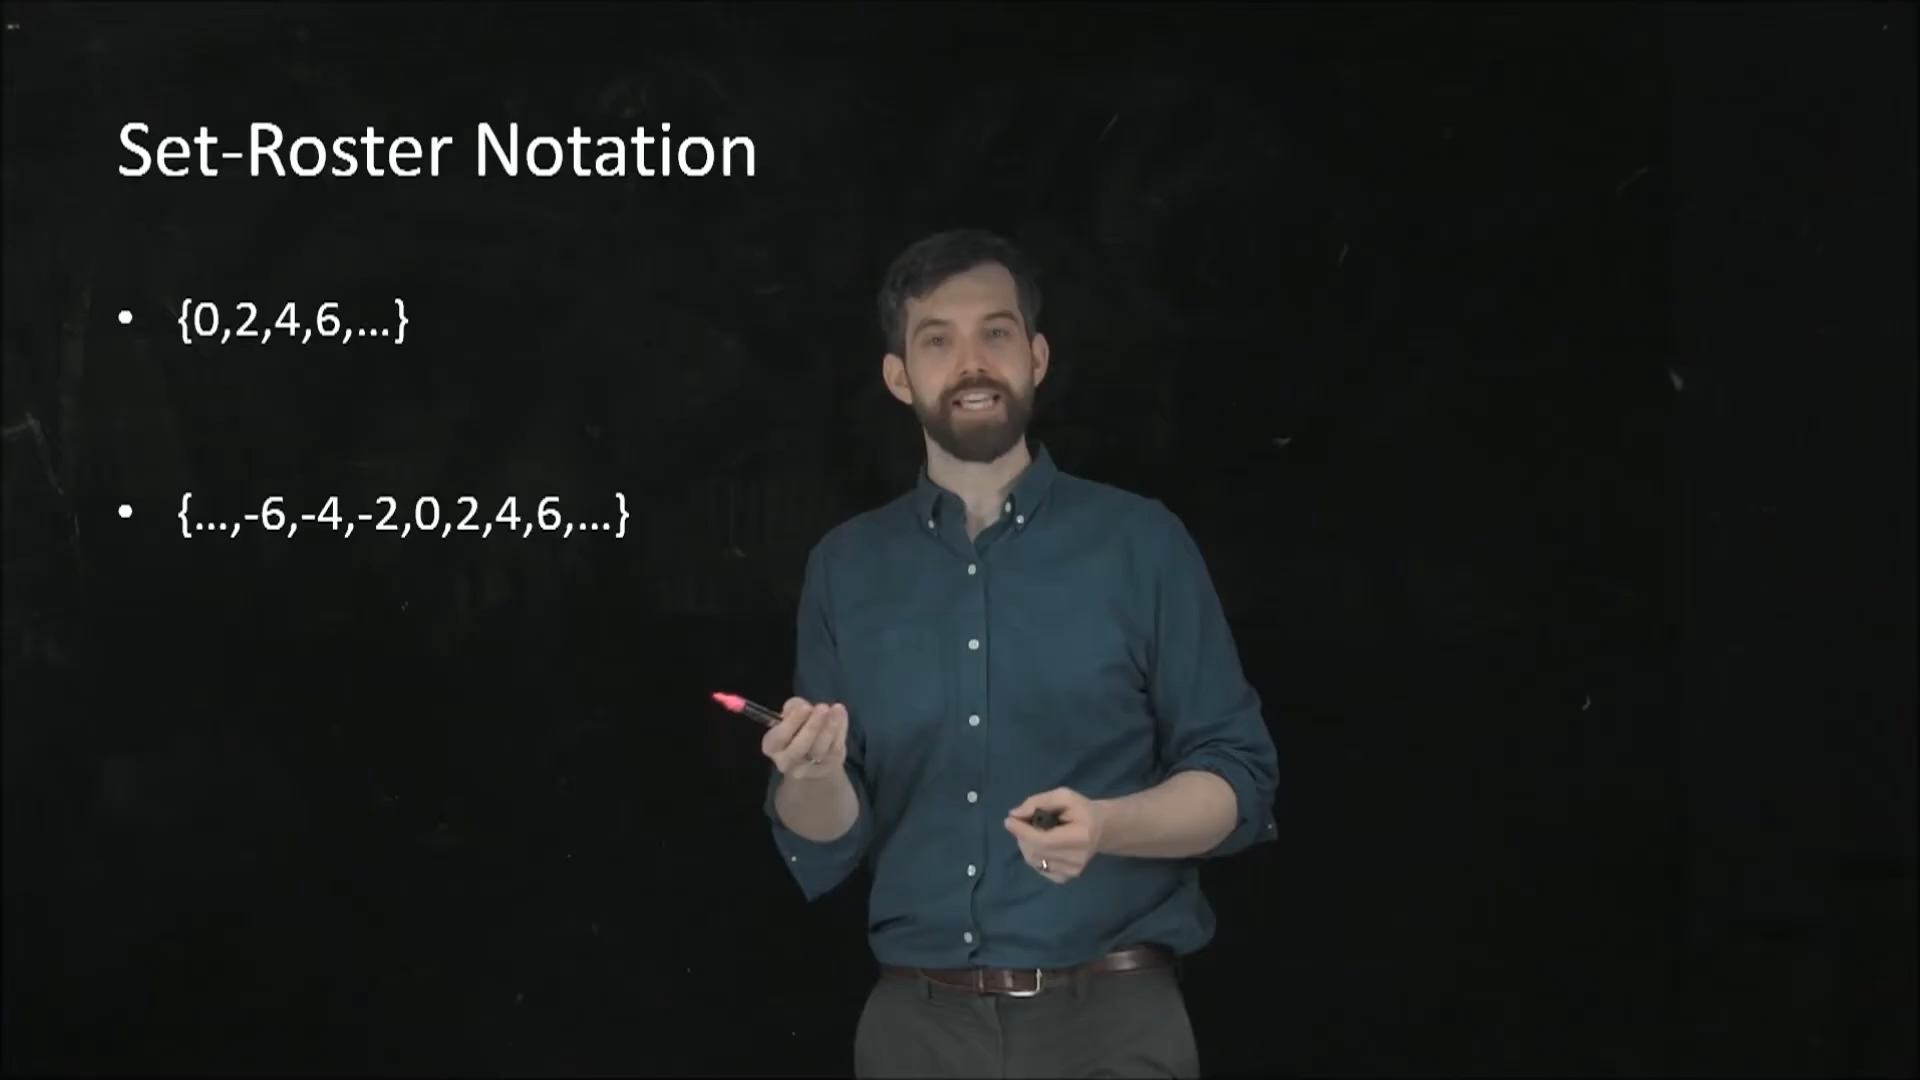 Set-Roster Notation
• {0,2,4,6,…}
• {…,-6,-4,-2,0,2,4,6,…}